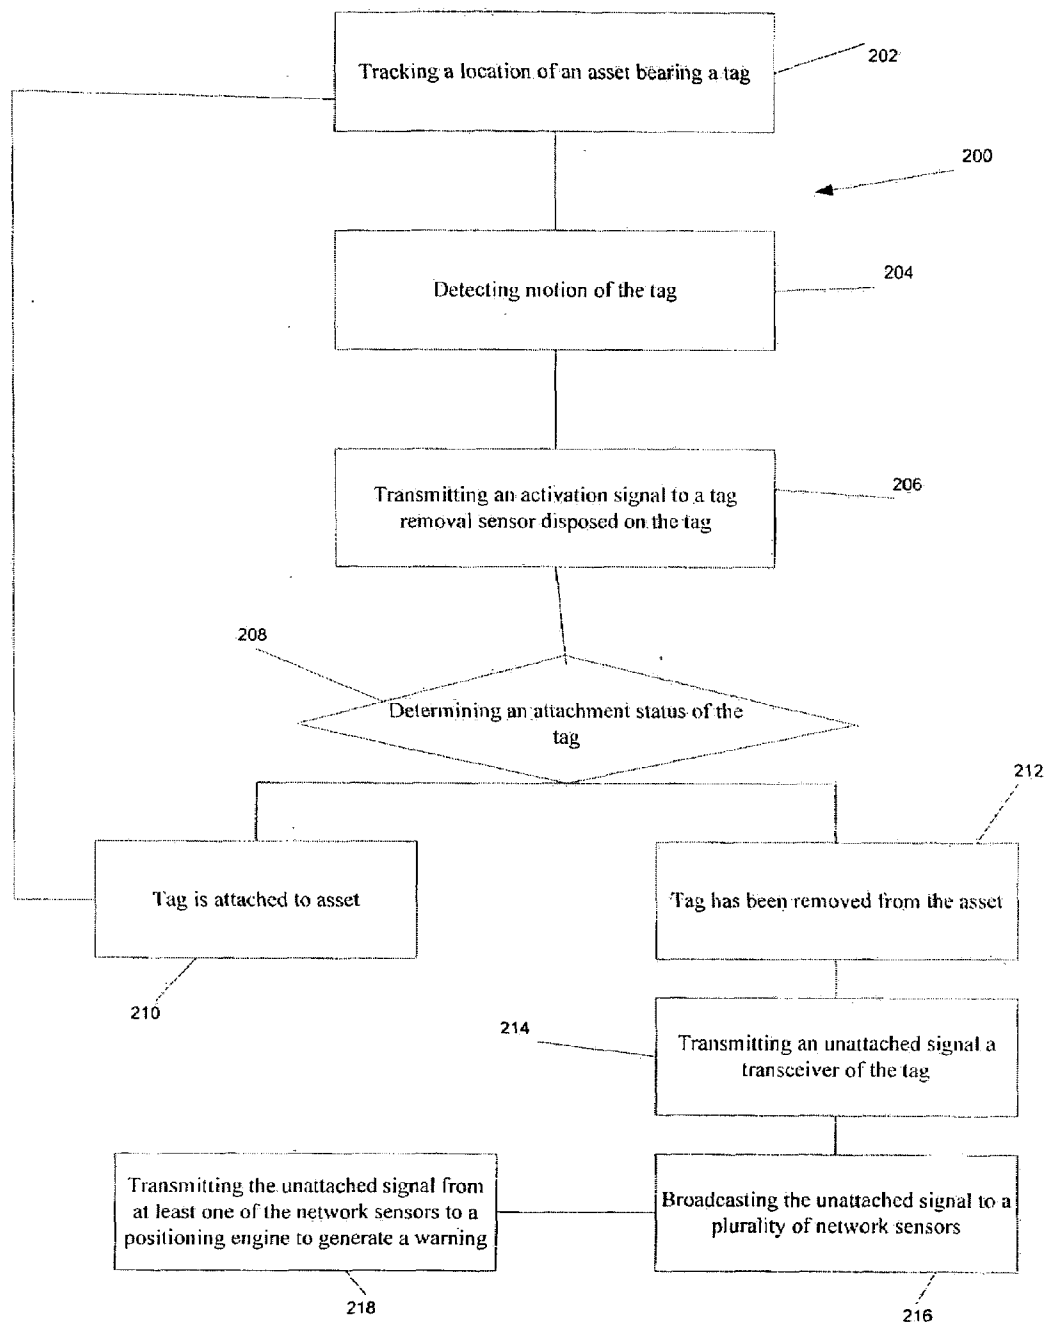 Tracking a location of an asset bearing a tag
202
200
Detecting motion of the tag
204
Transmitting an activation signal to a tag
removal sensor disposed on the tag
206
208
Determining an attachment status of the
tag
212
Tag is attached to asset
210
Tag has been removed from the asset
214
Transmitting an unattached signal a
transceiver of the tag
Transmitting the unattached signal from
at least one of the network sensors to a
positioning engine to generate a warning
218
Broadcasting the unattached signal to a
plurality of network sensors
216